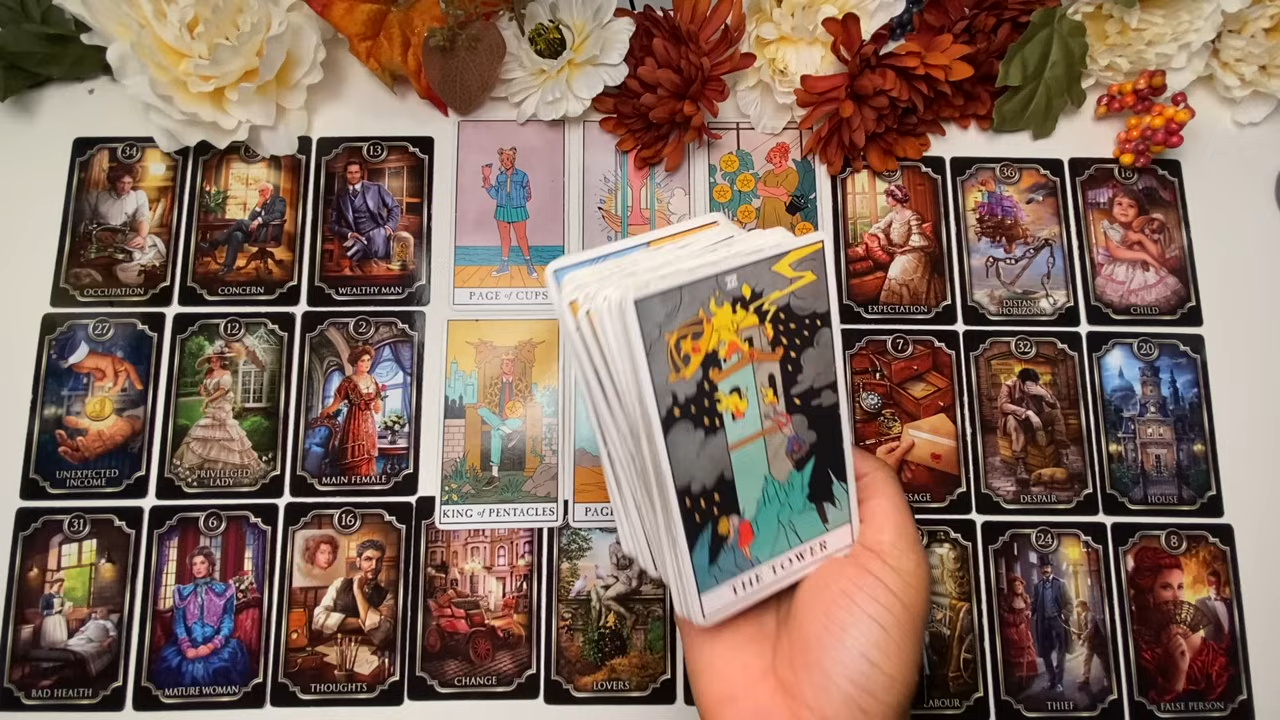 34
13
OCCUPATION
CONCERN
WEALTHY MAN
PAGE of CUPS
36
18
EXPECTATION
DISTANT
HORIZONS
CHILD
27
12
2
UNEXPECTED
INCOME
PRIVILEGED
LADY
MAIN FEMALE
KING of PENTACLES
PAGE
XVI
THE TOWER
7
32
20
SSAGE
DESPAIR
HOUSE
31
6
16
BAD HEALTH
MATURE WOMAN
THOUGHTS
CHANGE
LOVERS
24
8
LABOUR
THIEF
FALSE PERSON